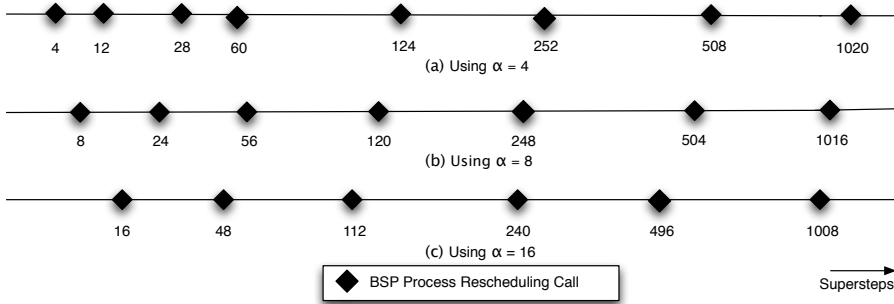 4 12 28 60 124 252 508 1020
(a) Using α = 4
8 24 56 120 248 504 1016
(b) Using α = 8
16 48 112 240 496 1008
(c) Using α = 16
BSP Process Rescheduling Call
Supersteps